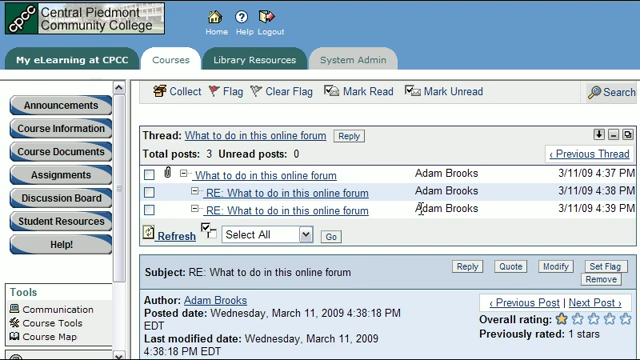 CPCC Central Piedmont
Community College
Home Help Logout
My eLearning at CPCC Courses Library Resources System Admin
Collect Flag Clear Flag Mark Read Mark Unread Search
Announcements
Course Information
Course Documents
Assignments
Discussion Board
Student Resources
Help!
Tools
Communication
Course Tools
Course Map
Thread: What to do in this online forum Reply
Total posts: 3 Unread posts: 0 ‹ Previous Thread
What to do in this online forum Adam Brooks 3/11/09 4:37 PM
RE: What to do in this online forum Adam Brooks 3/11/09 4:38 PM
RE: What to do in this online forum Adam Brooks 3/11/09 4:39 PM
Refresh Select All Go
Subject: RE: What to do in this online forum Reply Quote Modify Set Flag
Remove
Author: Adam Brooks ‹ Previous Post | Next Post ›
Posted date: Wednesday, March 11, 2009 4:38:18 PM
EDT
Overall rating:
Last modified date: Wednesday, March 11, 2009
4:38:18 PM EDT
Previously rated: 1 stars